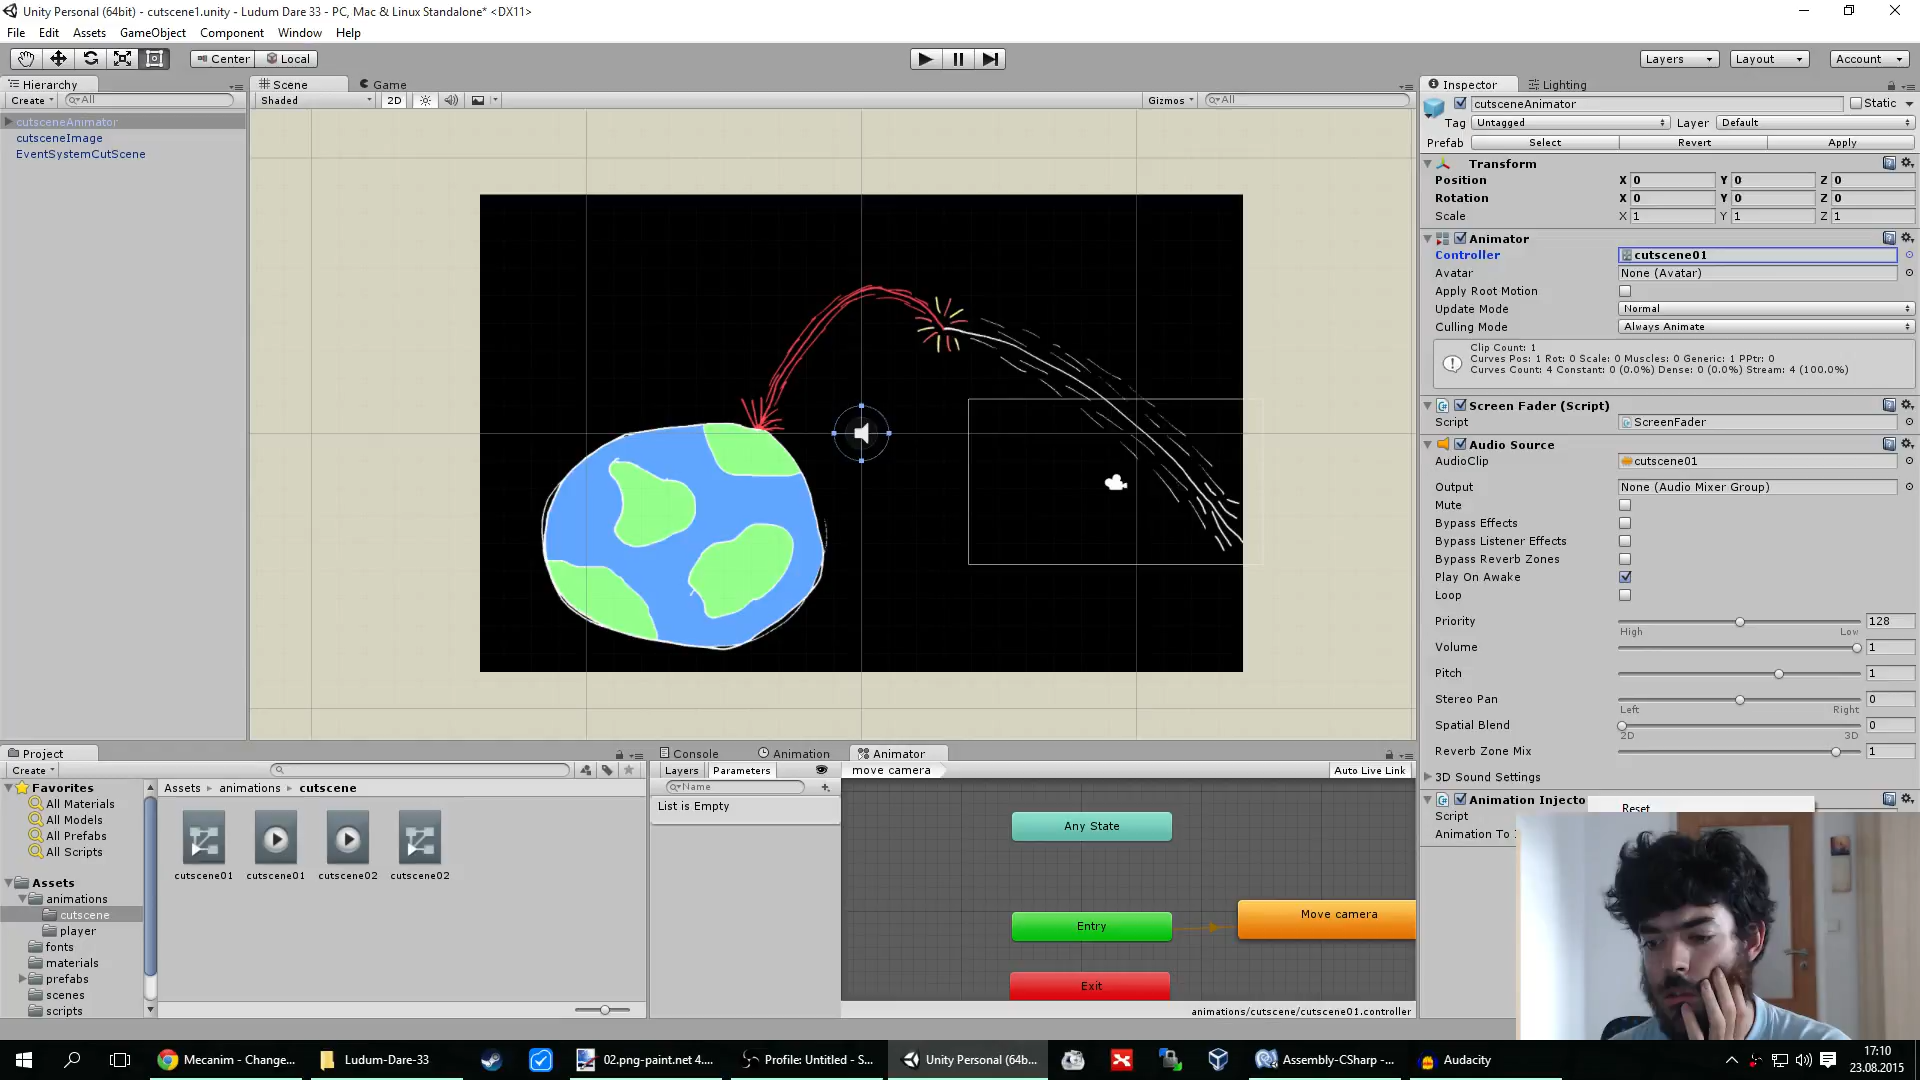 Unity Personal (64bit) - cutscene1.unity - Ludum Dare 33 - PC, Mac & Linux Standalone* <DX11>
File Edit Assets GameObject Component Window Help
Center Local Layers Layout Account
Hierarchy
Create All
cutsceneAnimator
cutsceneImage
EventSystemCutScene
Scene Game
Shaded 2D Gizmos All
Inspector Lighting
cutsceneAnimator Static
Tag Untagged Layer Default
Prefab Select Revert Apply
Transform
Position X 0 Y 0 Z 0
Rotation X 0 Y 0 Z 0
Scale X 1 Y 1 Z 1
Animator
Controller cutscene01
Avatar None (Avatar)
Apply Root Motion
Update Mode Normal
Culling Mode Always Animate
Clip Count: 1
Curves Pos: 1 Rot: 0 Scale: 0 Muscles: 0 Generic: 1 PPtr: 0
Curves Count: 4 Constant: 0 (0.0%) Dense: 0 (0.0%) Stream: 4 (100.0%)
Screen Fader (Script)
Script ScreenFader
Audio Source
AudioClip cutscene01
Output None (Audio Mixer Group)
Mute
Bypass Effects
Bypass Listener Effects
Bypass Reverb Zones
Play On Awake
Loop
Priority 128
High Low
Volume 1
Pitch 1
Stereo Pan 0
Left Right
Spatial Blend 0
2D 3D
Reverb Zone Mix 1
3D Sound Settings
Animation Injecto
Reset
Script
Animation To
Project
Create
Favorites
All Materials
All Models
All Prefabs
All Scripts
Assets
animations
cutscene
player
fonts
materials
prefabs
scenes
scripts
Assets animations cutscene
cutscene01 cutscene01 cutscene02 cutscene02
Console Animation Animator
Layers Parameters move camera Auto Live Link
Name
List is Empty
Any State
Entry
Move camera
Exit
animations/cutscene/cutscene01.controller
Mecanim - Change... Ludum-Dare-33 02.png-paint.net 4.... Profile: Untitled - S... Unity Personal (64b... Assembly-CSharp -... Audacity
17:10
23.08.2015